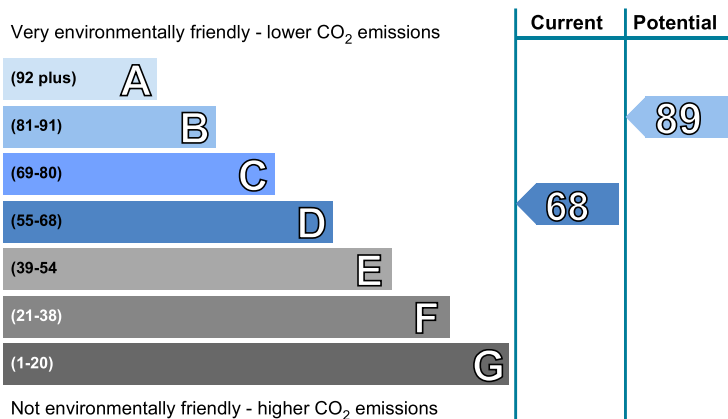 Very environmentally friendly - lower CO2 emissions
Current
Potential
(92 plus) A
(81-91) B
(69-80) C
(55-68) D
(39-54 E
(21-38) F
(1-20) G
89
68
Not environmentally friendly - higher CO2 emissions